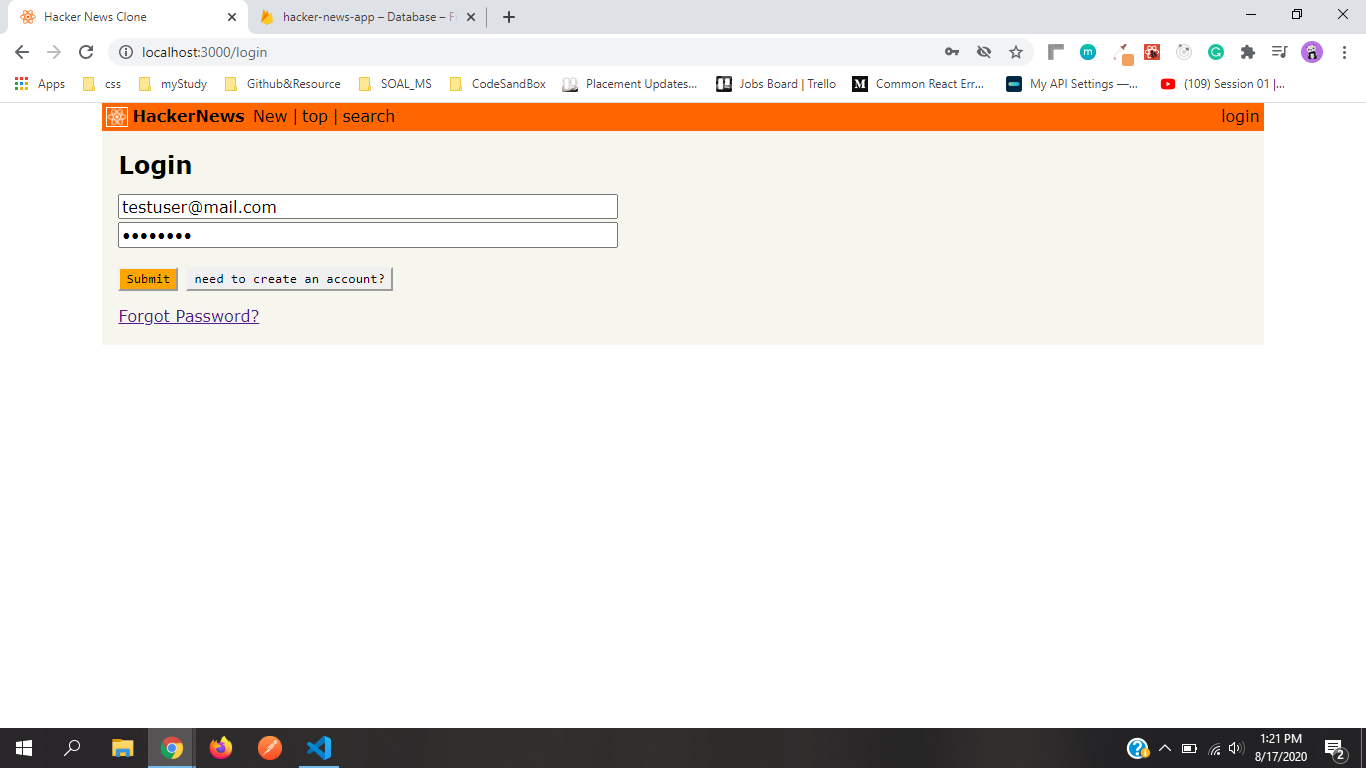 Hacker News Clone
hacker-news-app – Database – Fi
localhost:3000/login
Apps css myStudy Github&Resource SOAL_MS CodeSandBox Placement Updates... Jobs Board | Trello Common React Err... My API Settings —... (109) Session 01 |...
HackerNews New | top | search login
Login
testuser@mail.com
••••••••
Submit need to create an account?
Forgot Password?
1:21 PM
8/17/2020
2